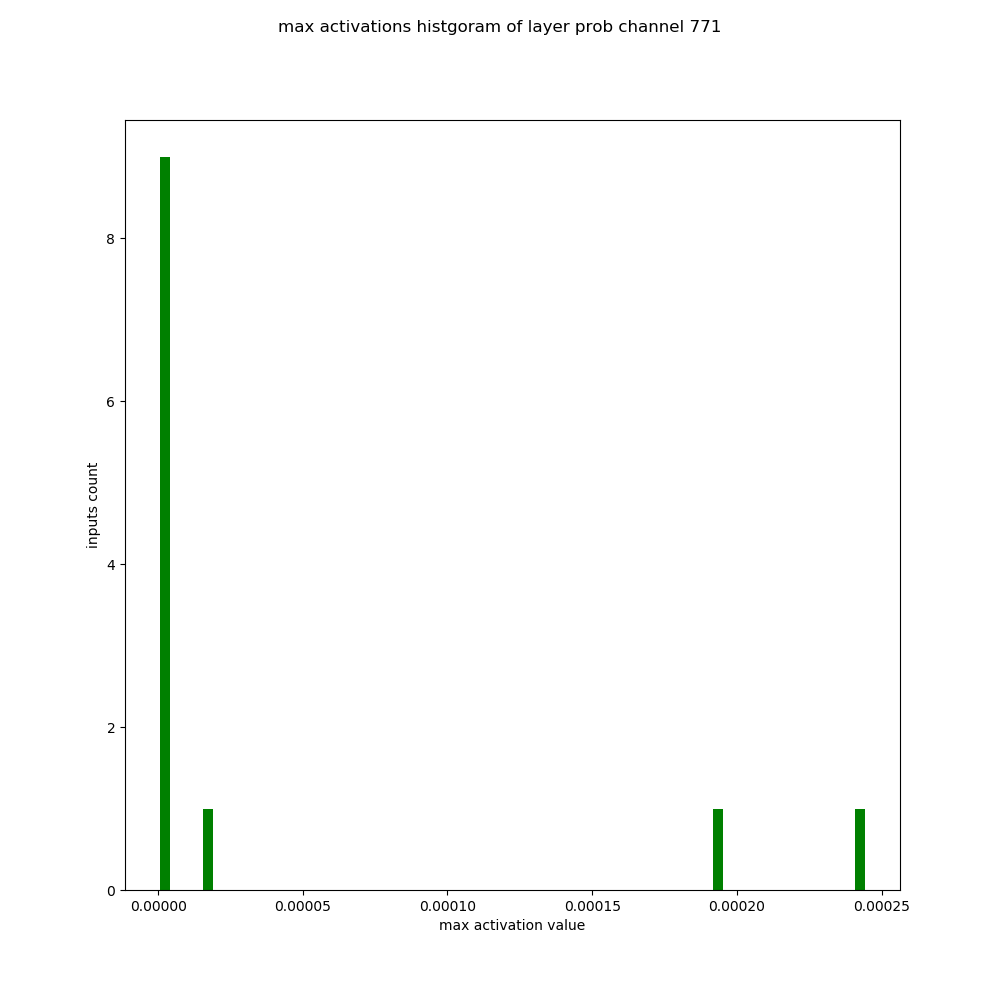 max activations histgoram of layer prob channel 771
8
6
4
2
0
inputs count
0.00000 0.00005 0.00010 0.00015 0.00020 0.00025
max activation value